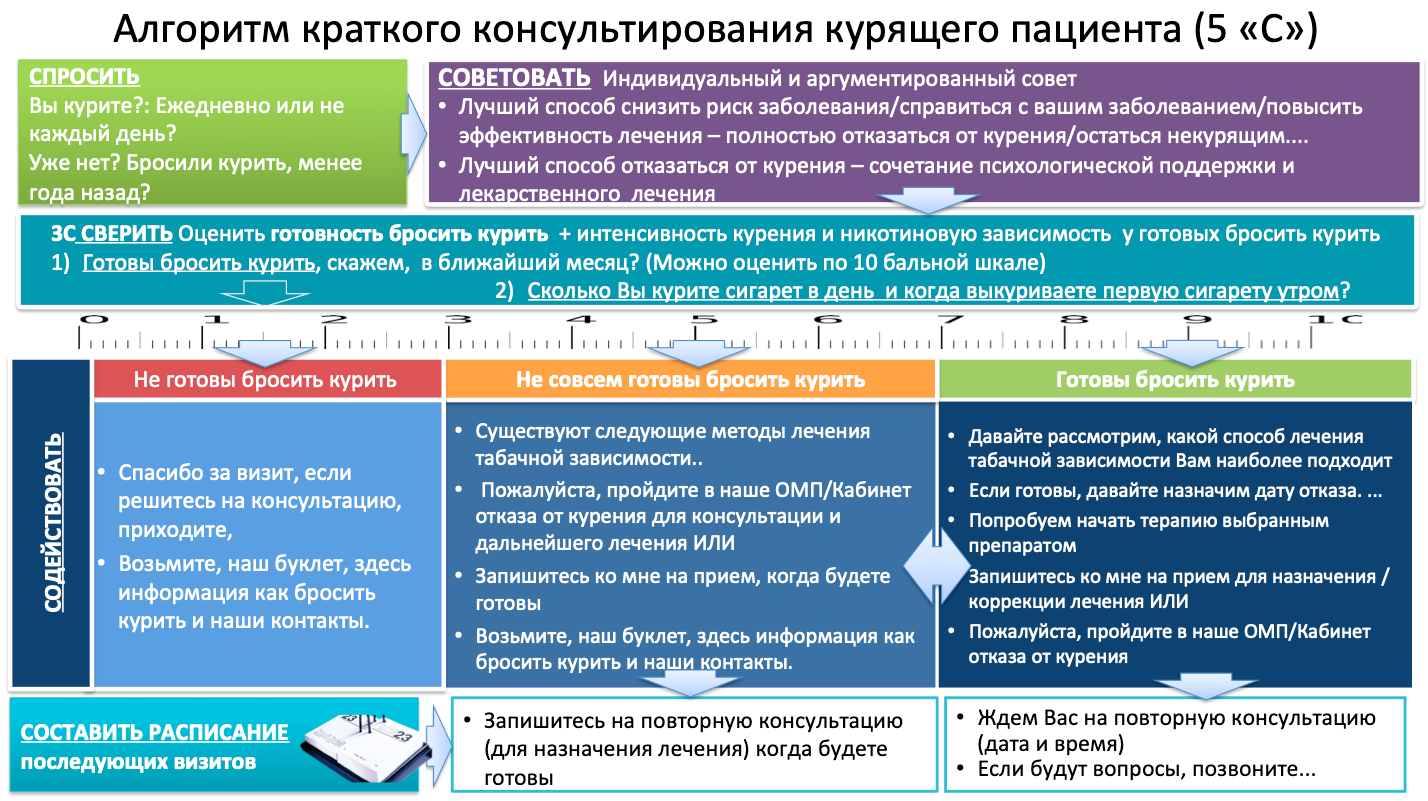 Алгоритм краткого консультирования курящего пациента (5 «С»)
СПРОСИТЬ
Вы курите?: Ежедневно или не
каждый день?
Уже нет? Бросили курить, менее
года назад?
СОВЕТОВАТЬ Индивидуальный и аргументированный совет
• Лучший способ снизить риск заболевания/справиться с вашим заболеванием/повысить
эффективность лечения – полностью отказаться от курения/остаться некурящим....
• Лучший способ отказаться от курения – сочетание психологической поддержки и
лекарственного лечения
3С СВЕРИТЬ Оценить готовность бросить курить + интенсивность курения и никотиновую зависимость у готовых бросить курить
1) Готовы бросить курить, скажем, в ближайший месяц? (Можно оценить по 10 бальной шкале)
2) Сколько Вы курите сигарет в день и когда выкуриваете первую сигарету утром?
0 1 2 3 4 5 6 7 8 9 10
СОДЕЙСТВОВАТЬ
Не готовы бросить курить
• Спасибо за визит, если
решитесь на консультацию,
приходите,
• Возьмите, наш буклет, здесь
информация как бросить
курить и наши контакты.
Не совсем готовы бросить курить
• Существуют следующие методы лечения
табачной зависимости..
• Пожалуйста, пройдите в наше ОМП/Кабинет
отказа от курения для консультации и
дальнейшего лечения ИЛИ
• Запишитесь ко мне на прием, когда будете
готовы
• Возьмите, наш буклет, здесь информация как
бросить курить и наши контакты.
Готовы бросить курить
• Давайте рассмотрим, какой способ лечения
табачной зависимости Вам наиболее подходит
• Если готовы, давайте назначим дату отказа. ...
• Попробуем начать терапию выбранным
препаратом
Запишитесь ко мне на прием для назначения /
коррекции лечения ИЛИ
• Пожалуйста, пройдите в наше ОМП/Кабинет
отказа от курения
СОСТАВИТЬ РАСПИСАНИЕ
последующих визитов
23
23
• Запишитесь на повторную консультацию
(для назначения лечения) когда будете
готовы
• Ждем Вас на повторную консультацию
(дата и время)
• Если будут вопросы, позвоните...